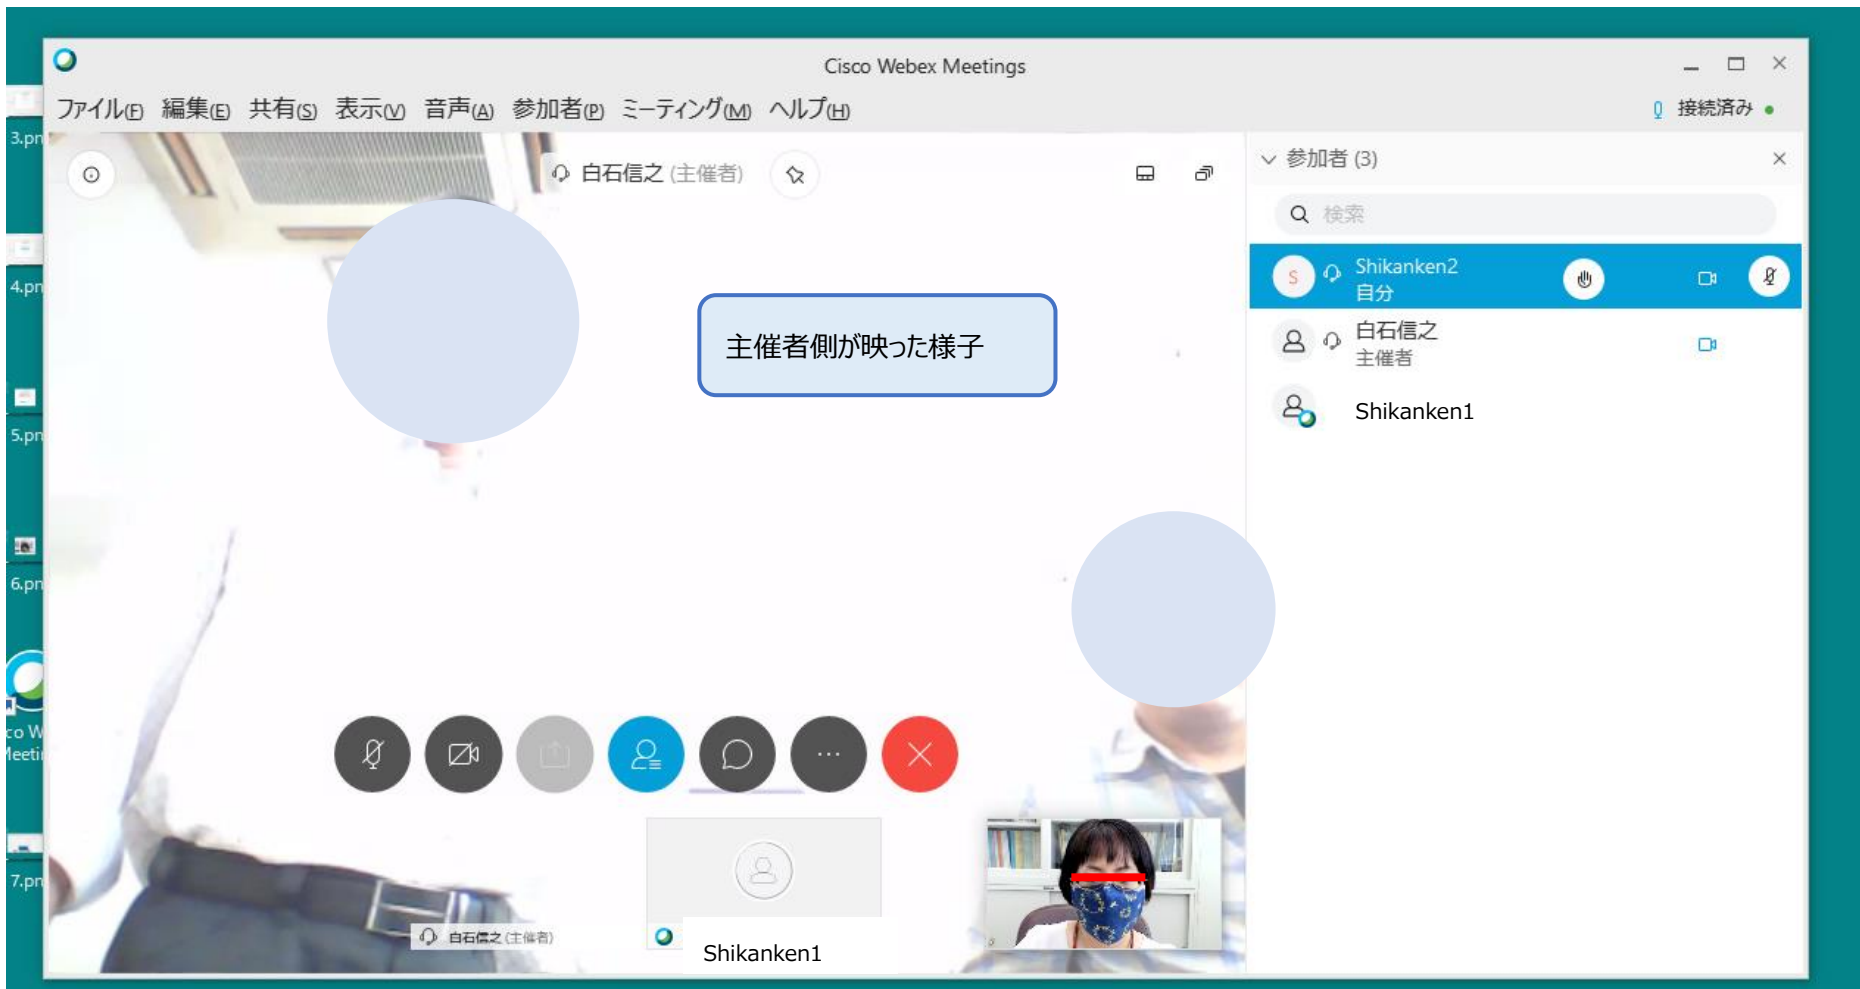 Cisco Webex Meetings
ファイル(F) 編集(E) 共有(S) 表示(V) 音声(A) 参加者(P) ミーティング(M) ヘルプ(H)
接続済み
白石信之 (主催者)
参加者 (3)
検索
S
Shikanken2
自分
白石信之
主催者
Shikanken1
主催者側が映った様子
白石信之 (主催者)
Shikanken1
3.pn
4.pn
5.pn
6.pn
co W
Meeti
7.pn